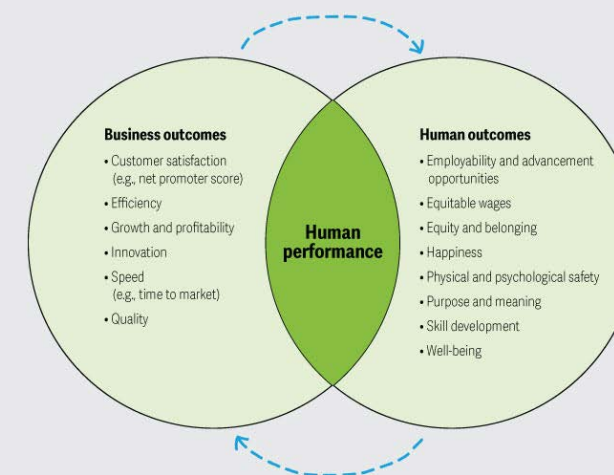 Business outcomes
• Customer satisfaction
(e.g., net promoter score)
• Efficiency
• Growth and profitability
• Innovation
• Speed
(e.g., time to market)
• Quality
Human
performance
Human outcomes
• Employability and advancement
opportunities
• Equitable wages
• Equity and belonging
• Happiness
• Physical and psychological safety
• Purpose and meaning
• Skill development
• Well-being